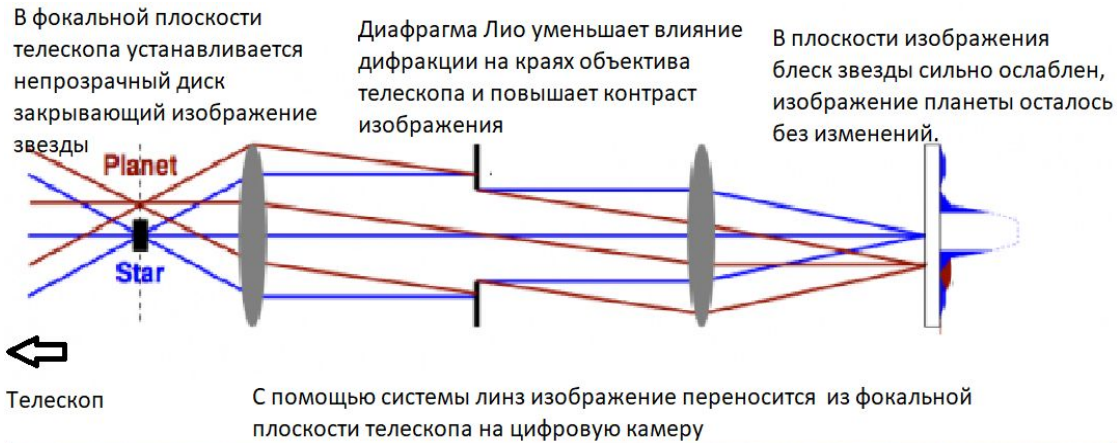 В фокальной плоскости
телескопа устанавливается
непрозрачный диск
закрывающий изображение
звезды
Диафрагма Лио уменьшает влияние
дифракции на краях объектива
телескопа и повышает контраст
изображения
В плоскости изображения
блеск звезды сильно ослаблен,
изображение планеты осталось
без изменений.
Planet
Star
Телескоп
С помощью системы линз изображение переносится из фокальной
плоскости телескопа на цифровую камеру